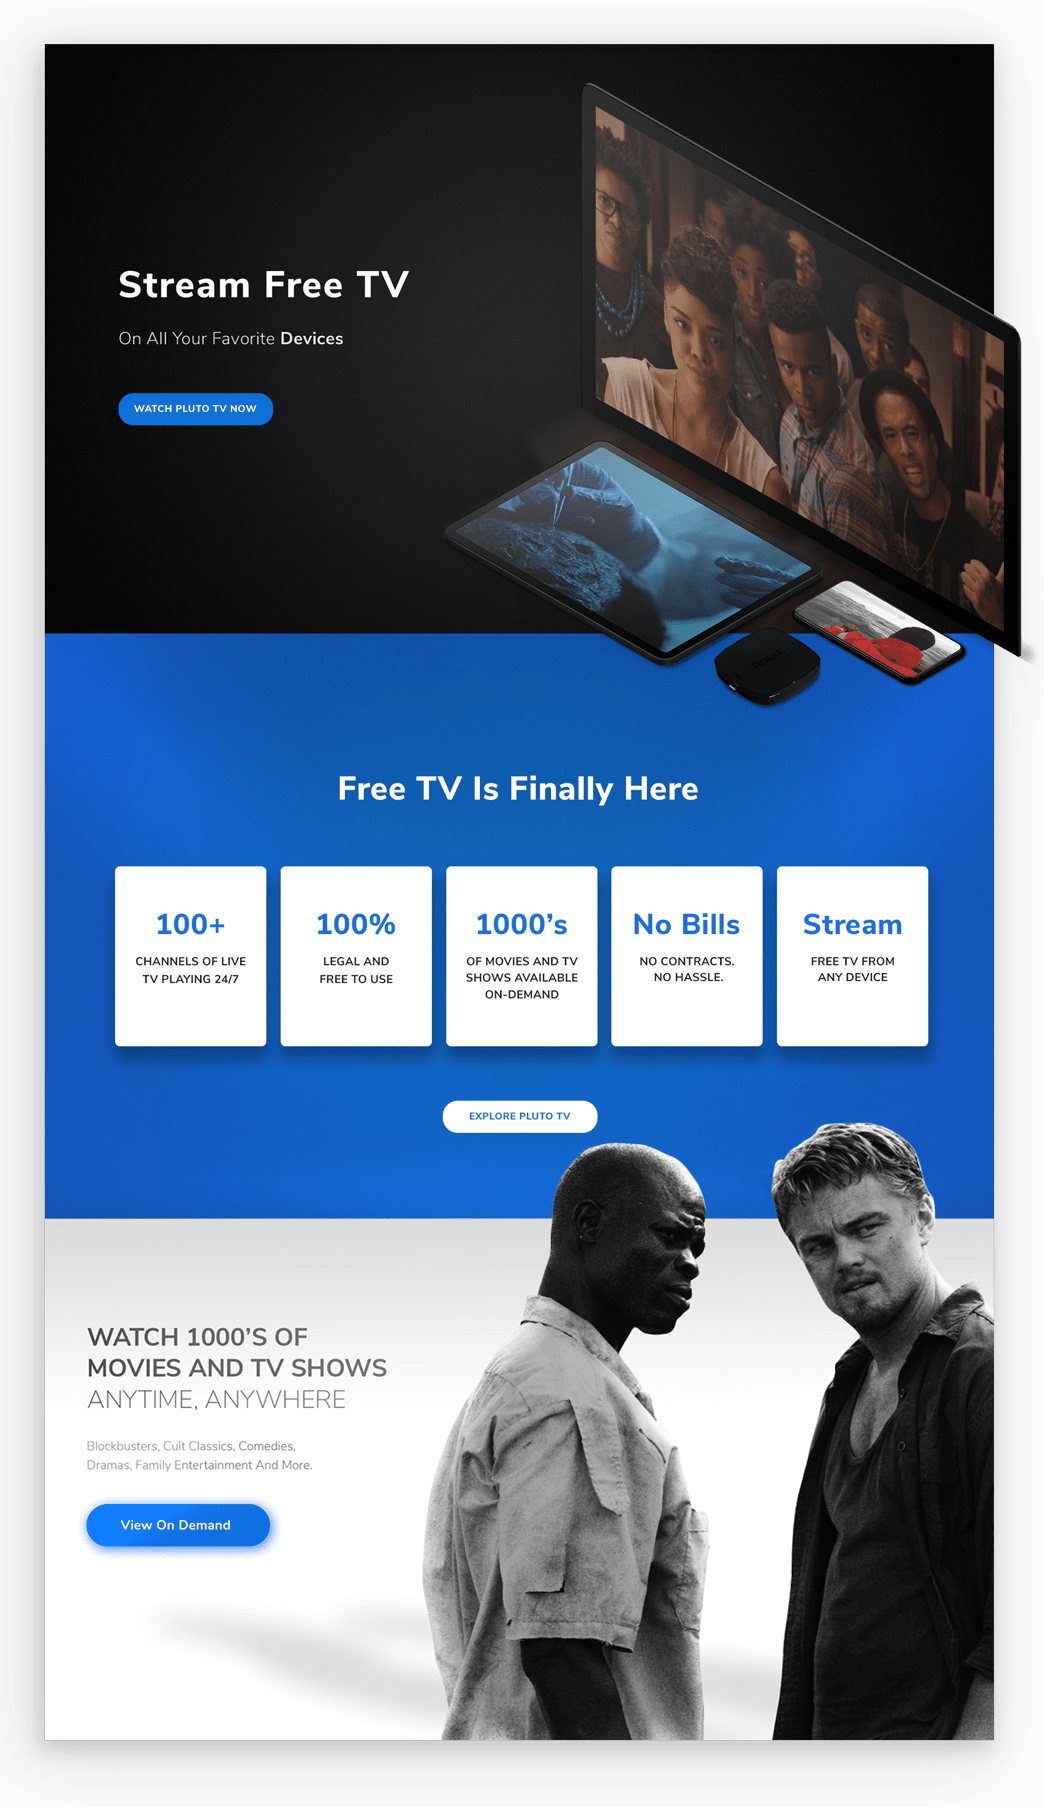 Stream Free TV
On All Your Favorite Devices
WATCH PLUTO TV NOW
Roku
Free TV Is Finally Here
100+
CHANNELS OF LIVE
TV PLAYING 24/7
100%
LEGAL AND
FREE TO USE
1000’s
OF MOVIES AND TV
SHOWS AVAILABLE
ON-DEMAND
No Bills
NO CONTRACTS.
NO HASSLE.
Stream
FREE TV FROM
ANY DEVICE
EXPLORE PLUTO TV
WATCH 1000’S OF
MOVIES AND TV SHOWS
ANYTIME, ANYWHERE
Blockbusters, Cult Classics, Comedies,
Dramas, Family Entertainment And More.
View On Demand